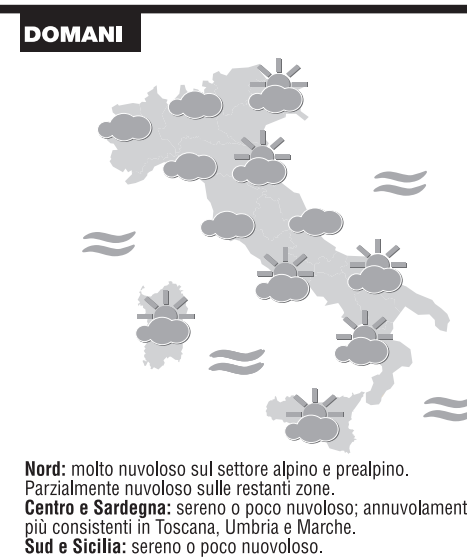 DOMANI
Nord: molto nuvoloso sul settore alpino e prealpino.
Parzialmente nuvoloso sulle restanti zone.
Centro e Sardegna: sereno o poco nuvoloso; annuvolament
più consistenti in Toscana, Umbria e Marche.
Sud e Sicilia: sereno o poco nuovoloso.